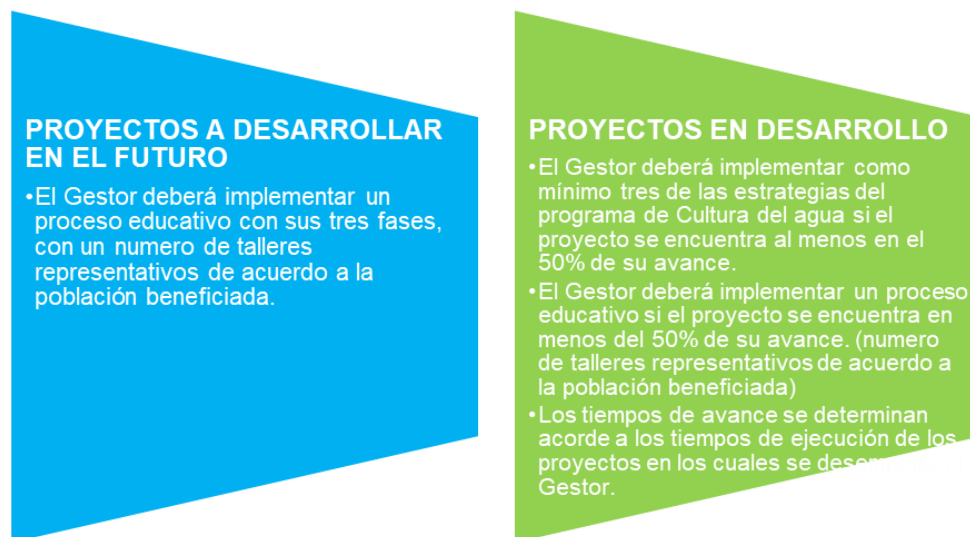 PROYECTOS A DESARROLLAR
EN EL FUTURO
•El Gestor deberá implementar un
proceso educativo con sus tres fases,
con un numero de talleres
representativos de acuerdo a la
población beneficiada.
PROYECTOS EN DESARROLLO
•El Gestor deberá implementar como
mínimo tres de las estrategias del
programa de Cultura del agua si el
proyecto se encuentra al menos en el
50% de su avance.
•El Gestor deberá implementar un proceso
educativo si el proyecto se encuentra en
menos del 50% de su avance. (numero
de talleres representativos de acuerdo a
la población beneficiada)
•Los tiempos de avance se determinan
acorde a los tiempos de ejecución de los
proyectos en los cuales se
Gestor.